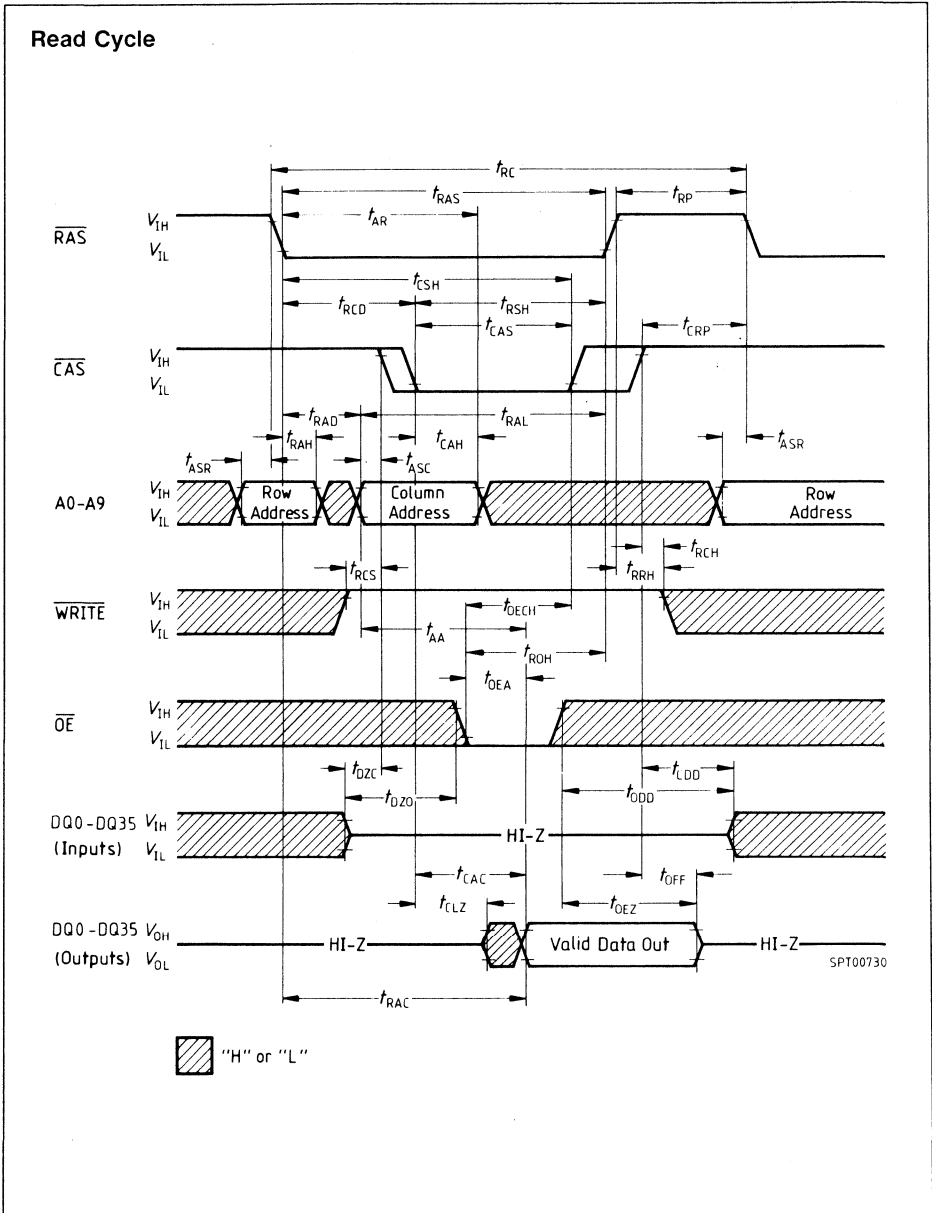 Read Cycle
tRC
tRAS
tRP
tAR
RAS
VIH
VIL
tCSH
tRCD
tRSH
tCAS
tCRP
CAS
VIH
VIL
tRAD
tRAL
tRAH
tCAH
tASR
tASC
tASR
A0-A9
VIH
VIL
Row Address
Column Address
Row Address
tRCH
tRCS
tRRH
WRITE
VIH
VIL
tOECH
tAA
tROH
tOEA
OE
VIH
VIL
tDZC
tCDD
tDZO
tODD
DQ0-DQ35 VIH
(Inputs) VIL
HI-Z
tCAC
tOFF
tCLZ
tOEZ
DQ0-DQ35 VOH
(Outputs) VOL
HI-Z
Valid Data Out
HI-Z
SPT00730
tRAC
"H" or "L"